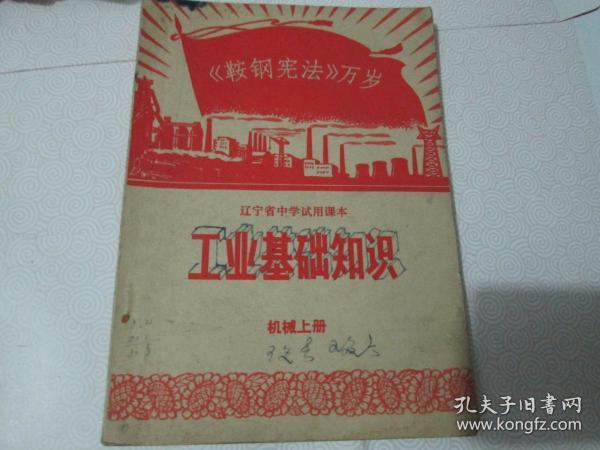 《鞍钢宪法》万岁
辽宁省中学试用课本
工业基础知识
机械上册
孔夫子旧书网
www.kongfz.com